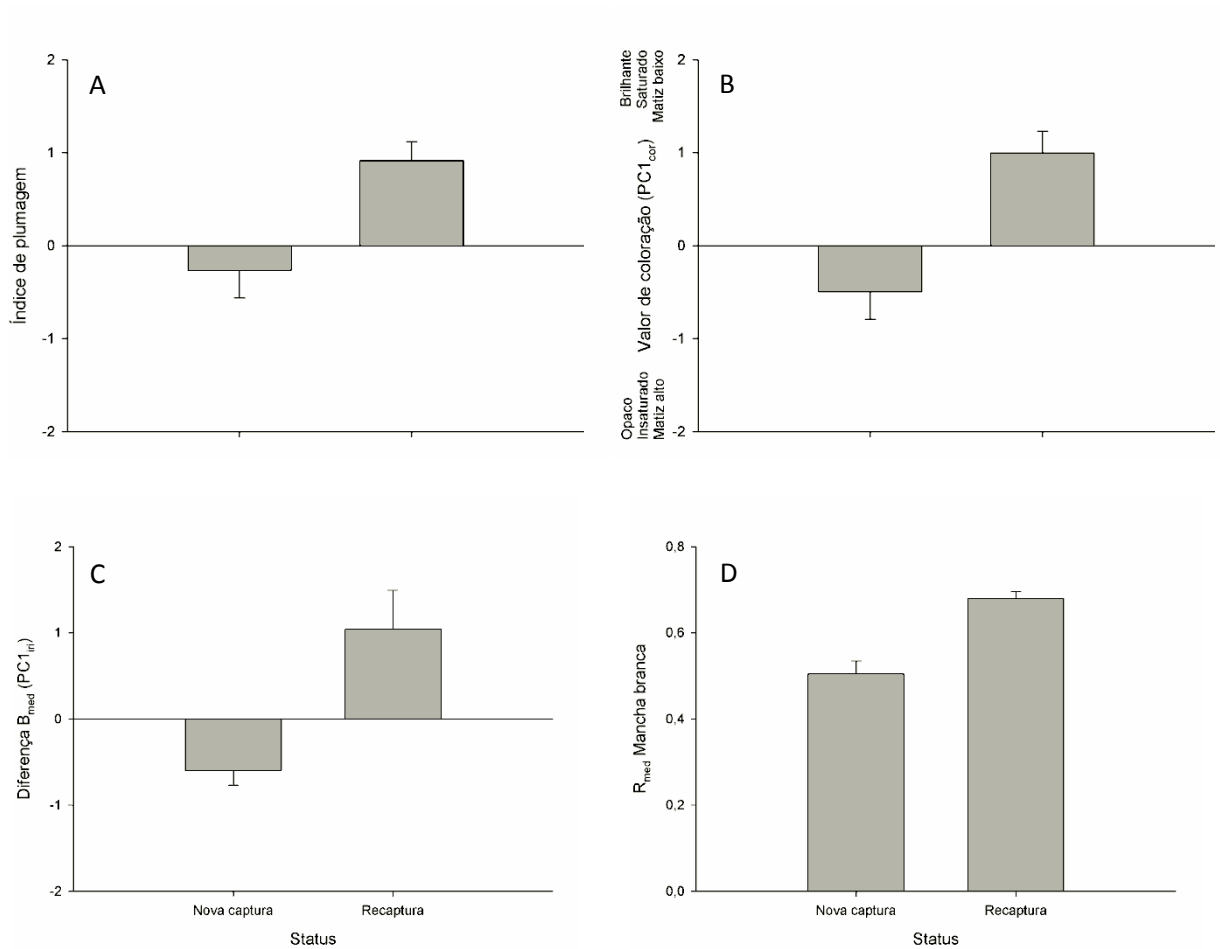 A
2
1
0
-1
-2
Índice de plumagem
B
Brilhante
Saturado
Matiz baixo
Valor de coloração (PC1cor)
Opaco
Insaturado
Matiz alto
2
1
0
-1
-2
C
2
1
0
-1
-2
Diferença Bmed (PC1iri)
Nova captura
Recaptura
Status
D
0,8
0,6
0,4
0,2
0,0
Rmed Mancha branca
Nova captura
Recaptura
Status